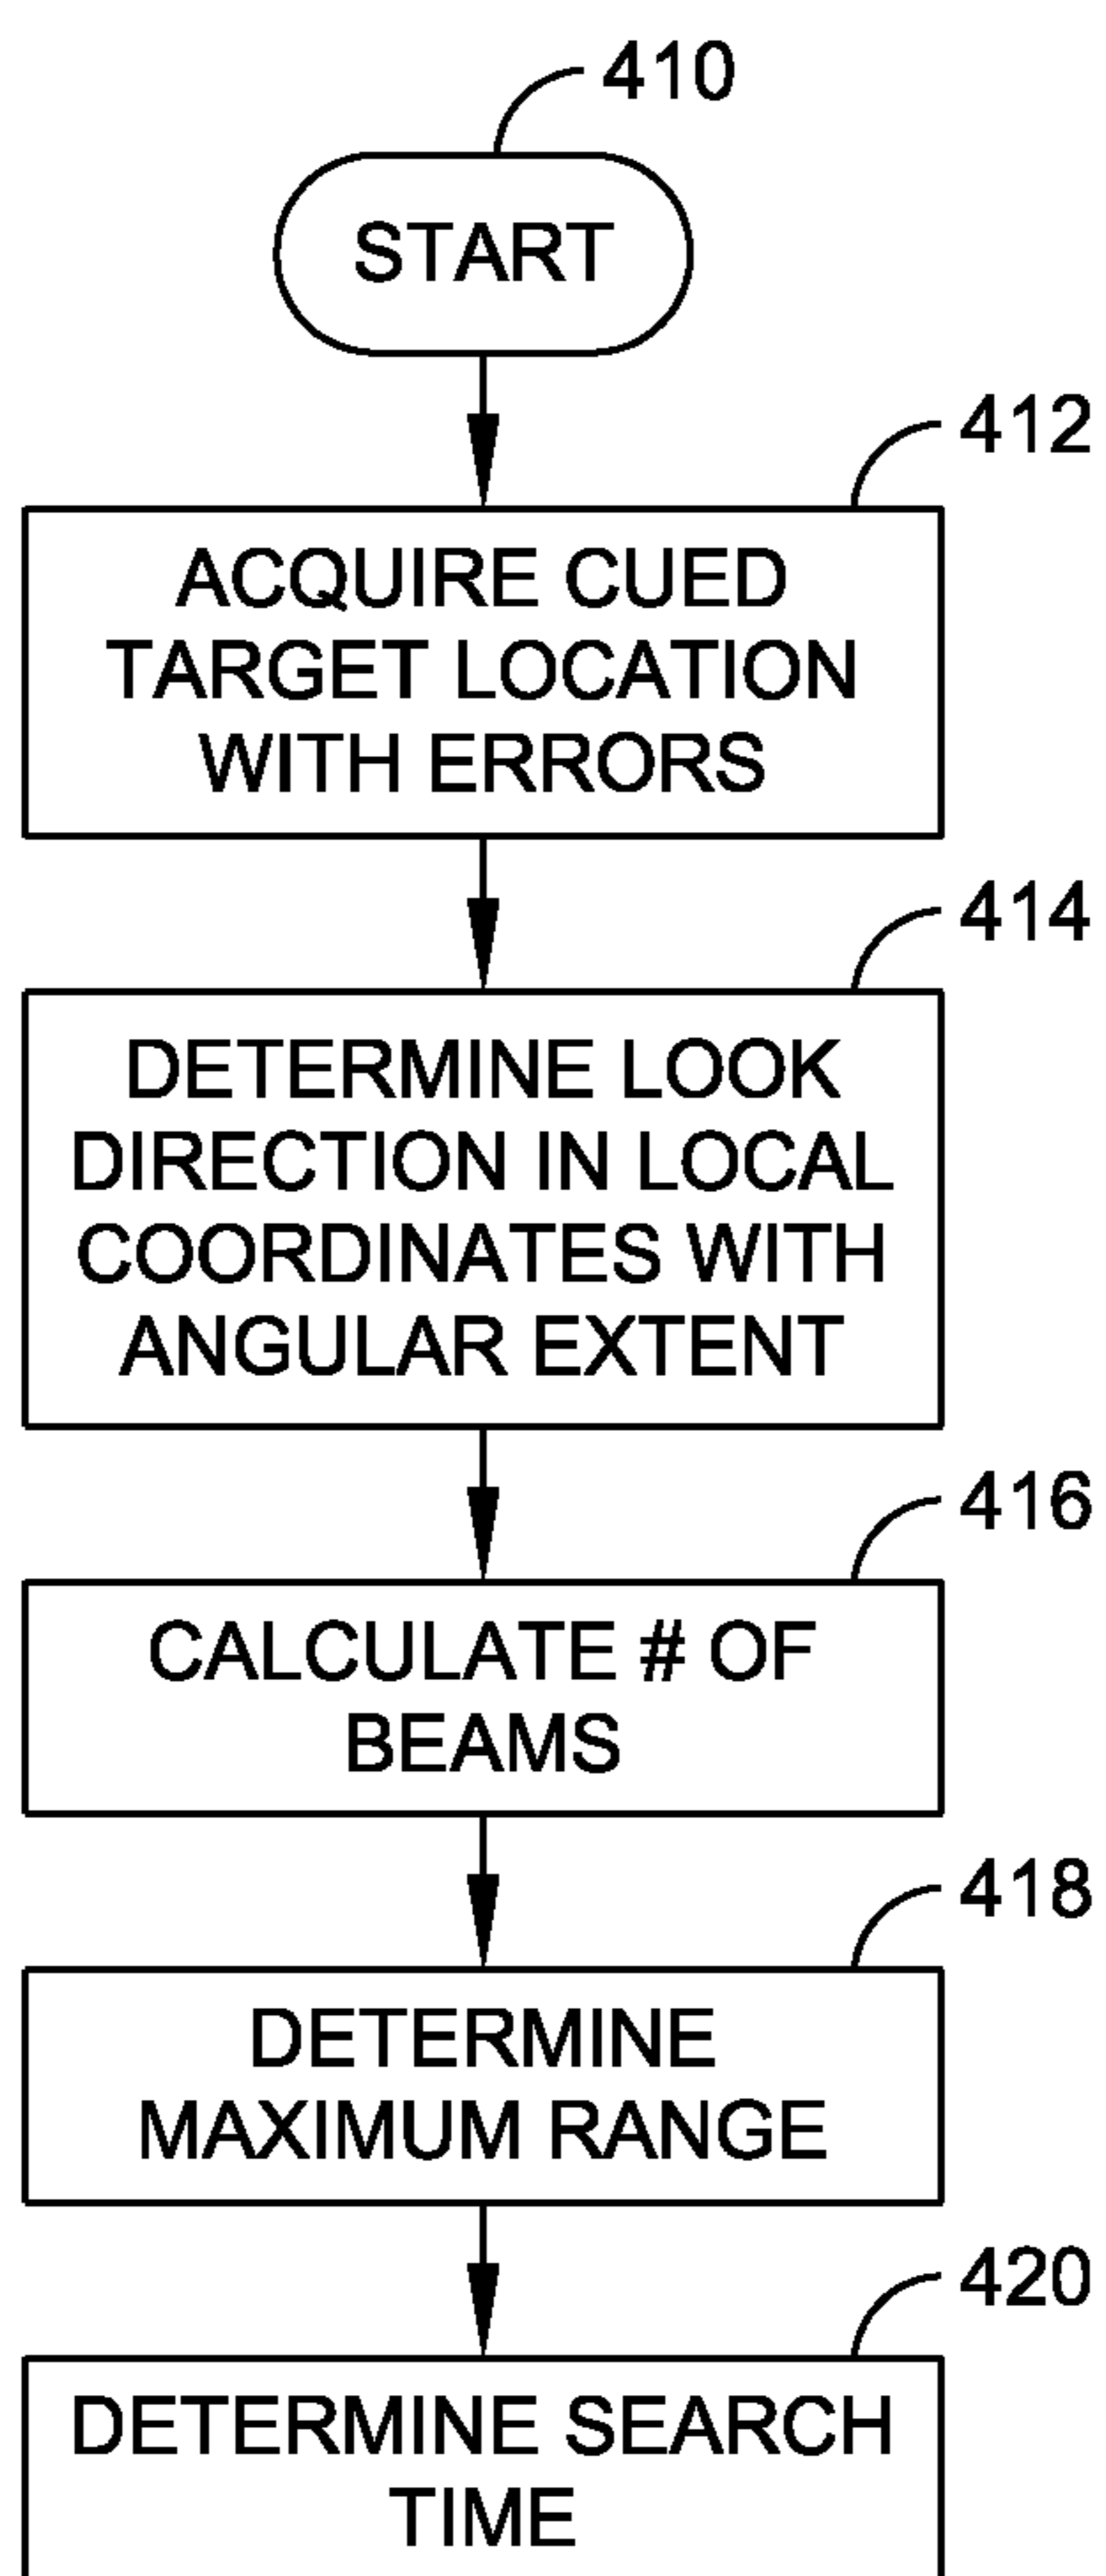 410
START
412
ACQUIRE CUED
TARGET LOCATION
WITH ERRORS
414
DETERMINE LOOK
DIRECTION IN LOCAL
COORDINATES WITH
ANGULAR EXTENT
416
CALCULATE # OF
BEAMS
418
DETERMINE
MAXIMUM RANGE
420
DETERMINE SEARCH
TIME